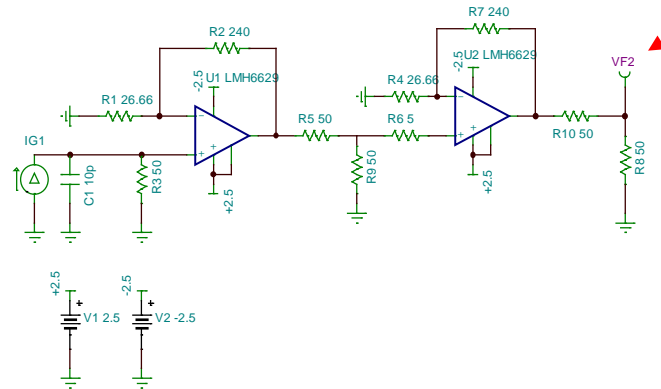 R7 240
R2 240
VF2
U2 LMH6629
-2.5
U1 LMH6629
-2.5
R4 26.66
R1 26.66
R5 50
R6 5
R10 50
IG1
C1 10p
R3 50
R9 50
R8 50
+2.5
+2.5
+2.5
-2.5
V1 2.5
V2 -2.5